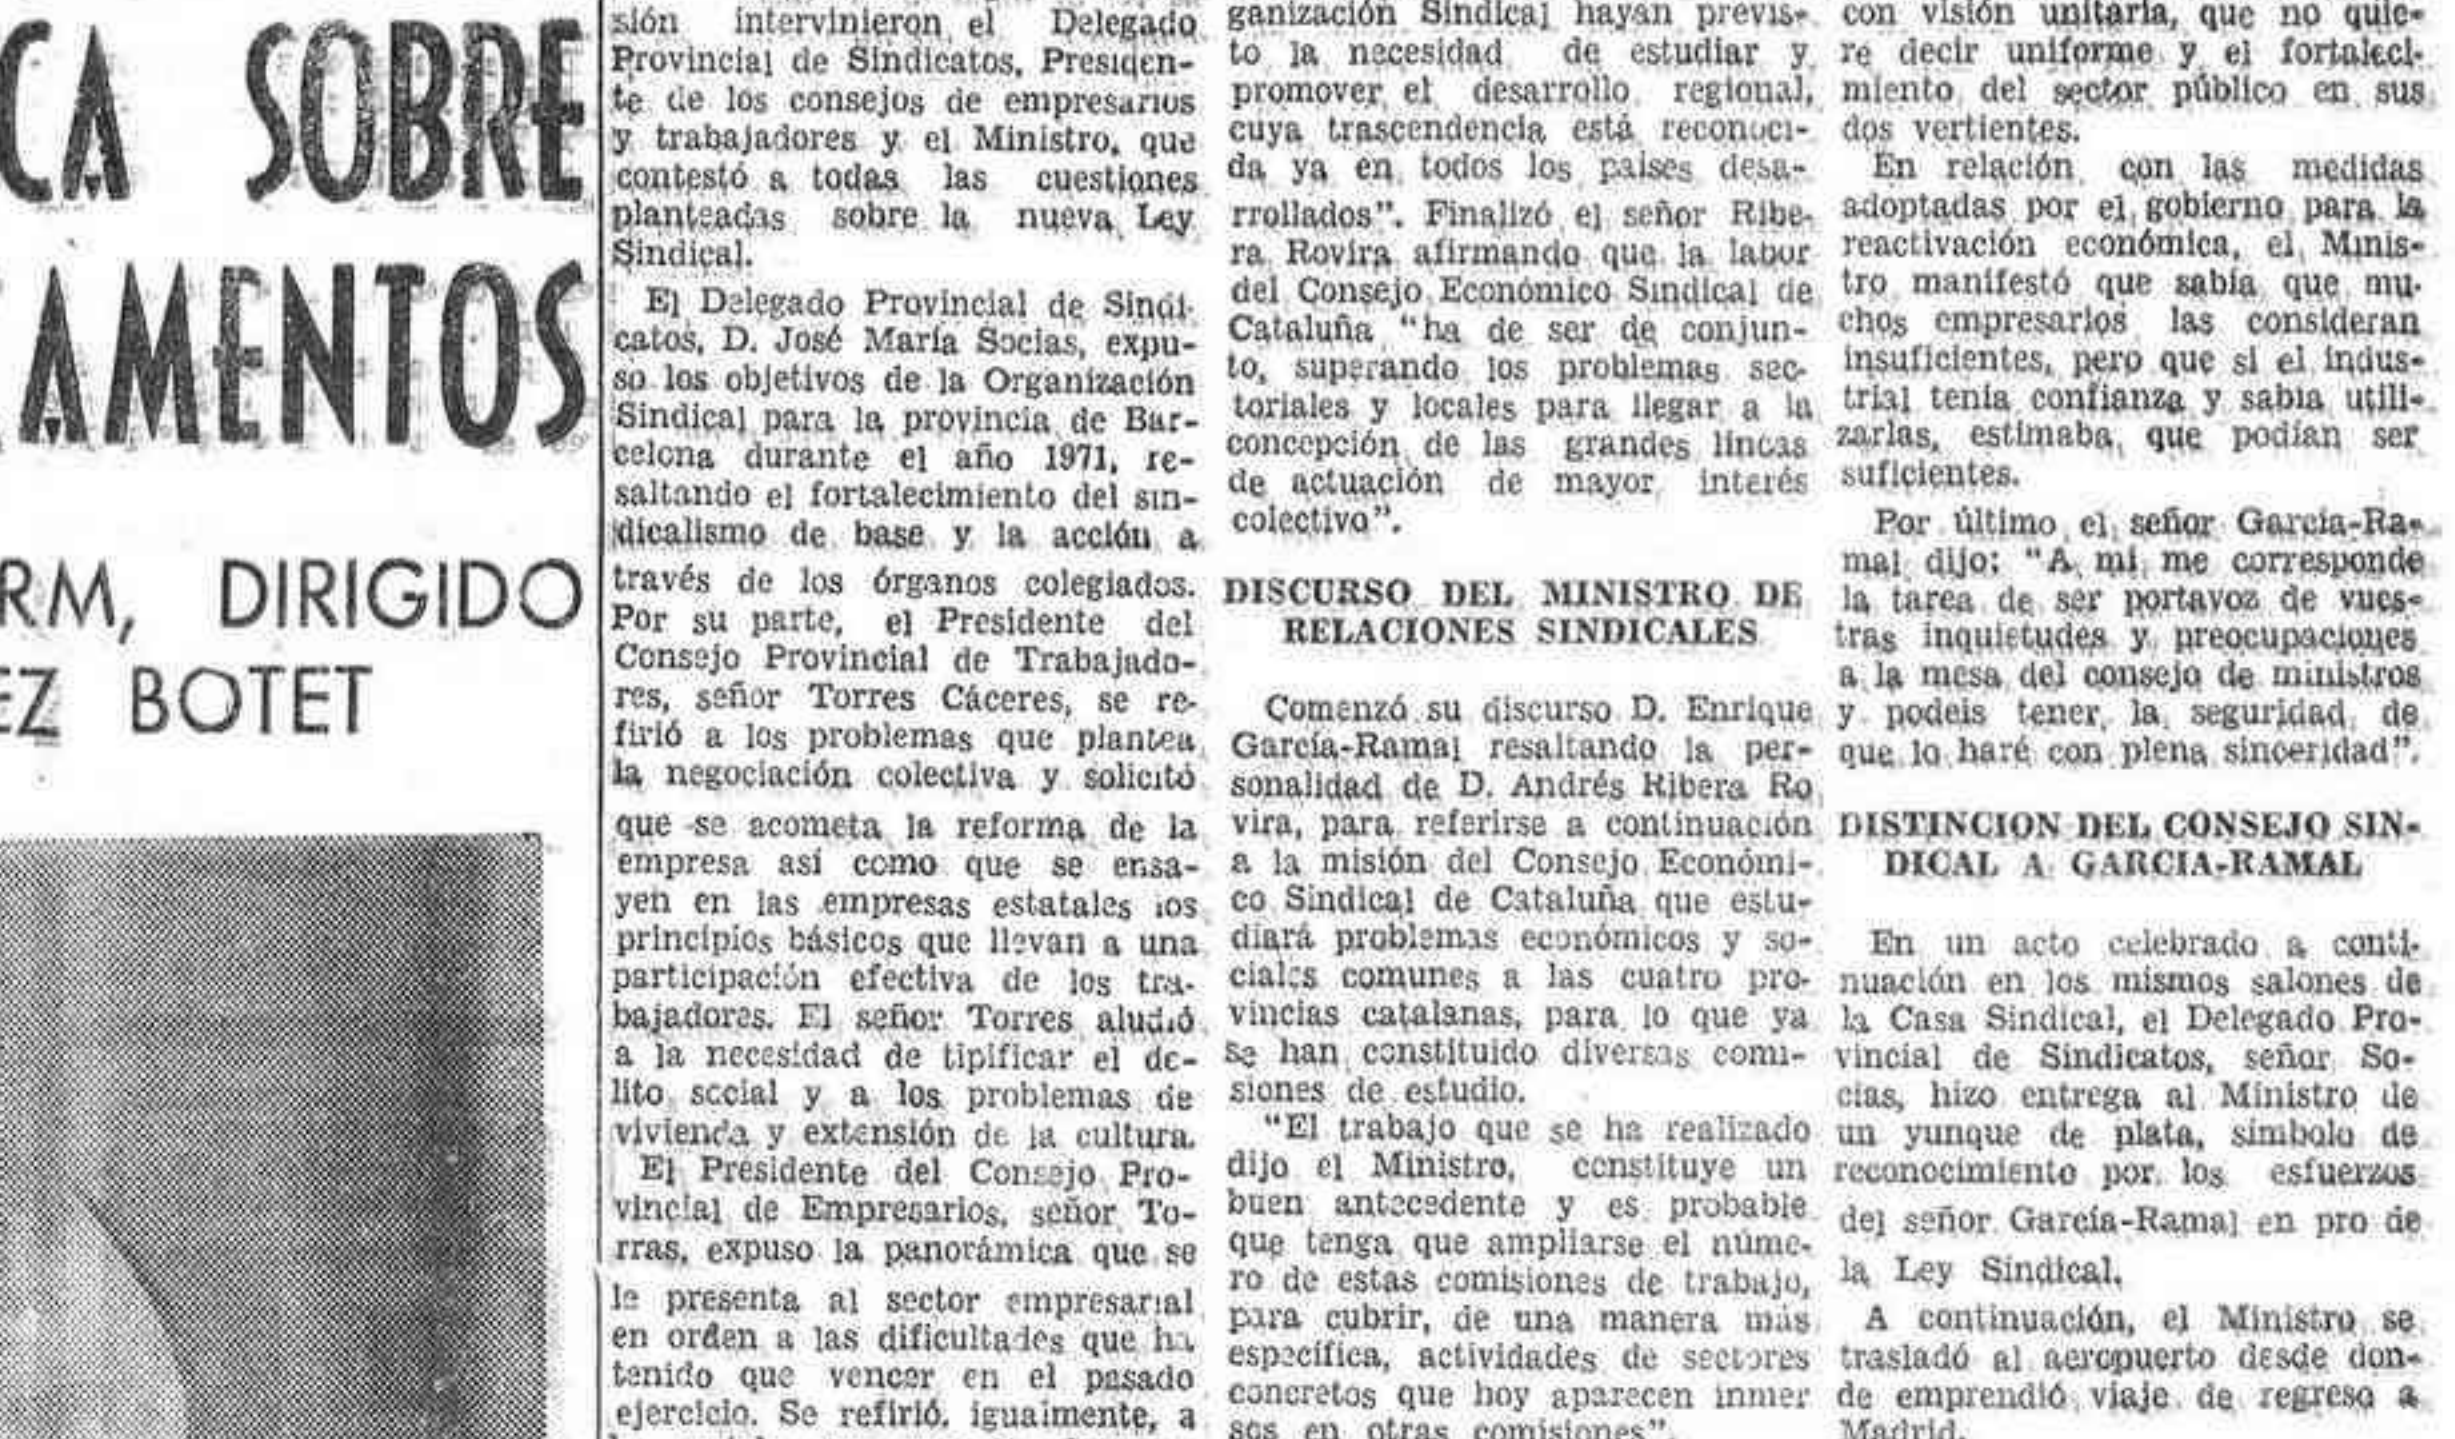 CA SOBRE
AMENTOS
RM, DIRIGIDO
EZ BOTET
sión intervinieron el Delegado
Provincial de Sindicatos, Presiden-
te de los consejos de empresarios
y trabajadores y el Ministro, que
contestó a todas las cuestiones
planteadas sobre la nueva Ley
Sindical.
El Delegado Provincial de Sindi-
catos, D. José María Socias, expu-
so los objetivos de la Organización
Sindical para la provincia de Bar-
celona durante el año 1971, re-
saltando el fortalecimiento del sin-
dicalismo de base y la acción a
través de los órganos colegiados.
Por su parte, el Presidente del
Consejo Provincial de Trabajado-
res, señor Torres Cáceres, se re-
firió a los problemas que plantea
la negociación colectiva y solicitó
que se acometa la reforma de la
empresa así como que se ensa-
yen en las empresas estatales los
principios básicos que llevan a una
participación efectiva de los tra-
bajadores. El señor Torres aludió
a la necesidad de tipificar el de-
lito social y a los problemas de
vivienda y extensión de la cultura.
El Presidente del Consejo Pro-
vincial de Empresarios, señor To-
rras, expuso la panorámica que se
le presenta al sector empresarial
en orden a las dificultades que ha
tenido que vencer en el pasado
ejercicio. Se refirió, igualmente, a
ganización Sindical hayan previs-
to la necesidad de estudiar y
promover el desarrollo regional,
cuya trascendencia está reconoci-
da ya en todos los países desa-
rrollados". Finalizó el señor Ribe-
ra Rovira afirmando que la labor
del Consejo Económico Sindical de
Cataluña "ha de ser de conjun-
to, superando los problemas sec-
toriales y locales para llegar a la
concepción de las grandes líneas
de actuación de mayor interés
colectivo".
DISCURSO DEL MINISTRO DE
RELACIONES SINDICALES
Comenzó su discurso D. Enrique
García-Ramal resaltando la per-
sonalidad de D. Andrés Ribera Ro
vira, para referirse a continuación
a la misión del Consejo Económi-
co Sindical de Cataluña que estu-
diará problemas económicos y so-
ciales comunes a las cuatro pro-
vincias catalanas, para lo que ya
se han constituido diversas comi-
siones de estudio.
"El trabajo que se ha realizado
dijo el Ministro, constituye un
buen antecedente y es probable
que tenga que ampliarse el núme-
ro de estas comisiones de trabajo,
para cubrir, de una manera más
específica, actividades de sectores
concretos que hoy aparecen inmer
sos en otras comisiones".
con visión unitaria, que no quie-
re decir uniforme y el fortaleci-
miento del sector público en sus
dos vertientes.
En relación con las medidas
adoptadas por el gobierno para la
reactivación económica, el Minis-
tro manifestó que sabía que mu-
chos empresarios las consideran
insuficientes, pero que si el indus-
trial tenía confianza y sabía utili-
zarlas, estimaba, que podían ser
suficientes.
Por último el señor García-Ra-
mal dijo: "A mi me corresponde
la tarea de ser portavoz de vues-
tras inquietudes y preocupaciones
a la mesa del consejo de ministros
y podeis tener la seguridad de
que lo haré con plena sinceridad".
DISTINCION DEL CONSEJO SIN-
DICAL A GARCIA-RAMAL
En un acto celebrado a conti-
nuación en los mismos salones de
la Casa Sindical, el Delegado Pro-
vincial de Sindicatos, señor So-
cias, hizo entrega al Ministro de
un yunque de plata, símbolo de
reconocimiento por los esfuerzos
del señor García-Ramal en pro de
la Ley Sindical.
A continuación, el Ministro se
trasladó al aeropuerto desde don-
de emprendió viaje de regreso a
Madrid.